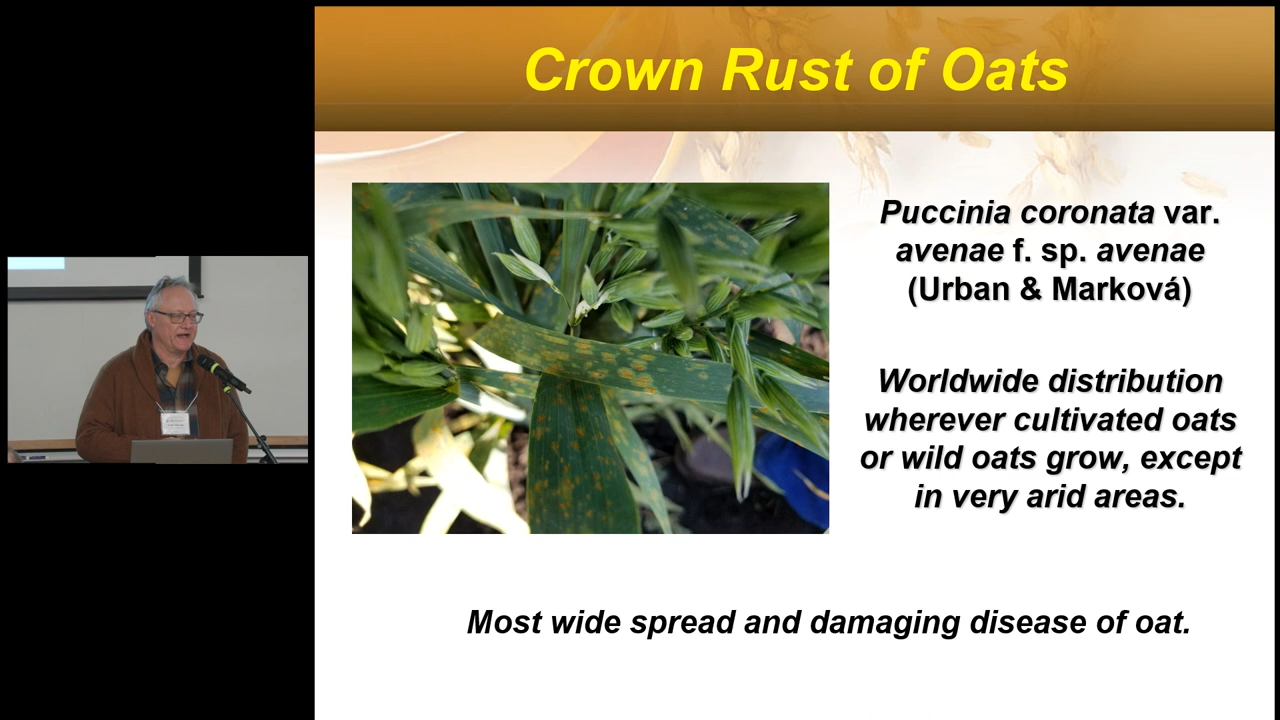 Crown Rust of Oats
Puccinia coronata var.
avenae f. sp. avenae
(Urban & Marková)
Worldwide distribution
wherever cultivated oats
or wild oats grow, except
in very arid areas.
Most wide spread and damaging disease of oat.